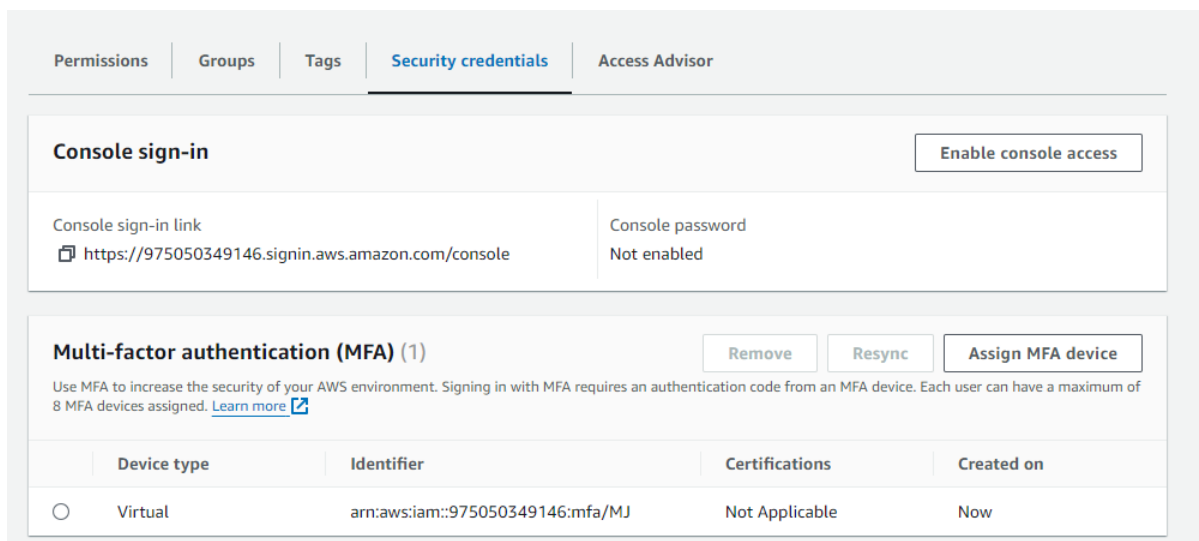 Permissions Groups Tags Security credentials Access Advisor
Console sign-in
Enable console access
Console sign-in link
https://975050349146.signin.aws.amazon.com/console
Console password
Not enabled
Multi-factor authentication (MFA) (1)
Remove Resync Assign MFA device
Use MFA to increase the security of your AWS environment. Signing in with MFA requires an authentication code from an MFA device. Each user can have a maximum of
8 MFA devices assigned. Learn more
Device type Identifier Certifications Created on
Virtual arn:aws:iam::975050349146:mfa/MJ Not Applicable Now